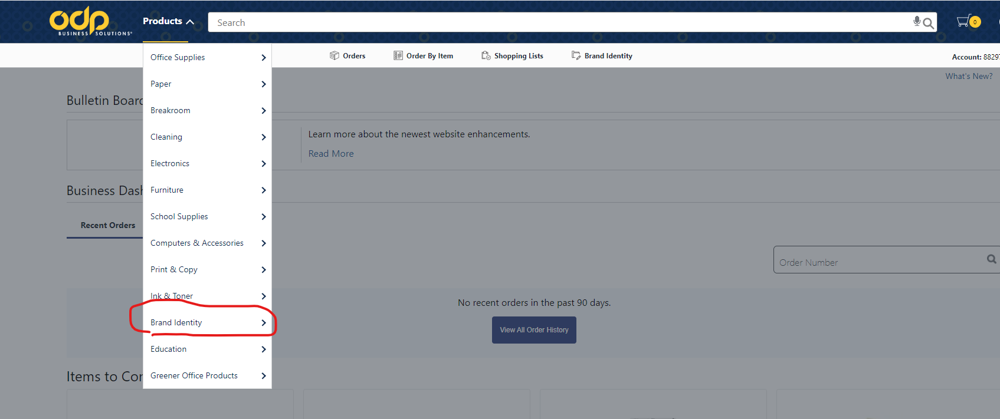 odp
BUSINESS SOLUTIONS
Products
Search
0
Orders
Order By Item
Shopping Lists
Brand Identity
Account: 8829
What's New?
Office Supplies
Paper
Breakroom
Cleaning
Electronics
Furniture
School Supplies
Computers & Accessories
Print & Copy
Ink & Toner
Brand Identity
Education
Greener Office Products
Bulletin Boar
Learn more about the newest website enhancements.
Read More
Business Das
Recent Orders
Order Number
No recent orders in the past 90 days.
View All Order History
Items to Co